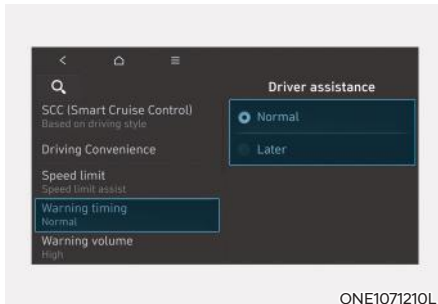 Driver assistance
SCC (Smart Cruise Control)
Based on driving style
Driving Convenience
Speed limit
Speed limit assist
Warning timing
Normal
Warning volume
High
Normal
Later
ONE1071210L